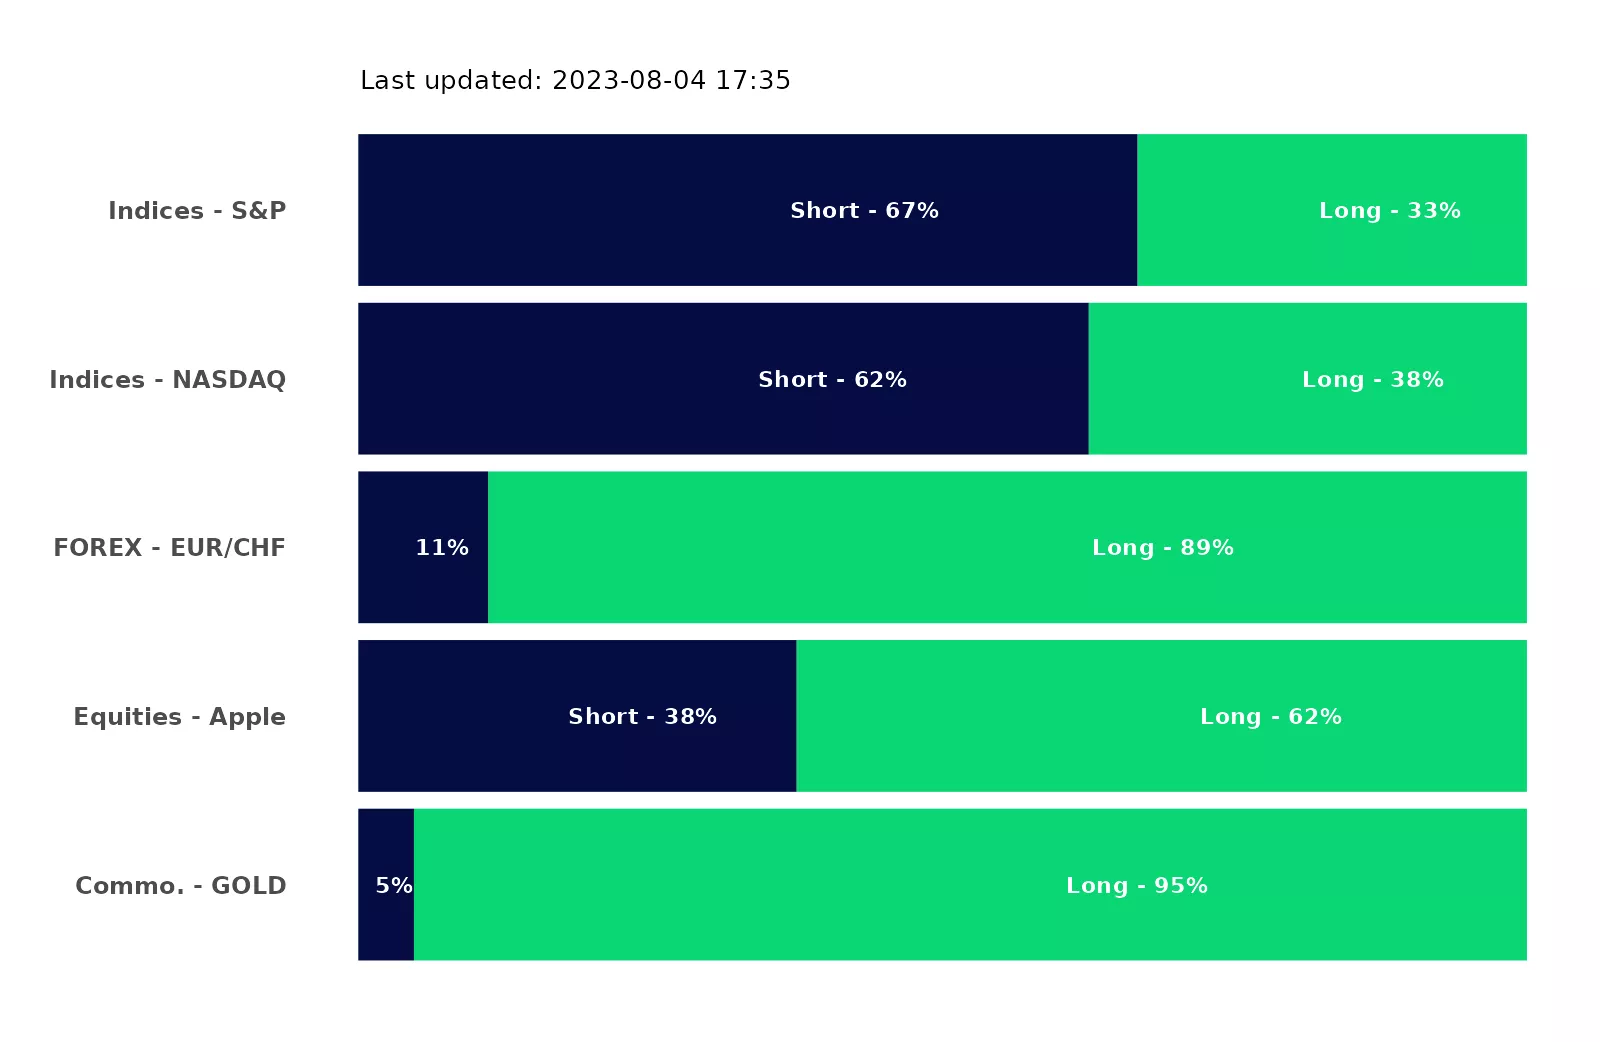 Last updated: 2023-08-04 17:35
Indices - S&P Short - 67% Long - 33%
Indices - NASDAQ Short - 62% Long - 38%
FOREX - EUR/CHF 11% Long - 89%
Equities - Apple Short - 38% Long - 62%
Commo. - GOLD 5% Long - 95%